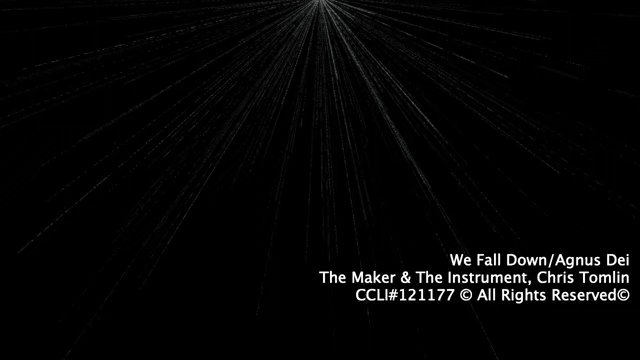 We Fall Down/Agnus Dei
The Maker & The Instrument, Chris Tomlin
CCLI#121177 © All Rights Reserved©